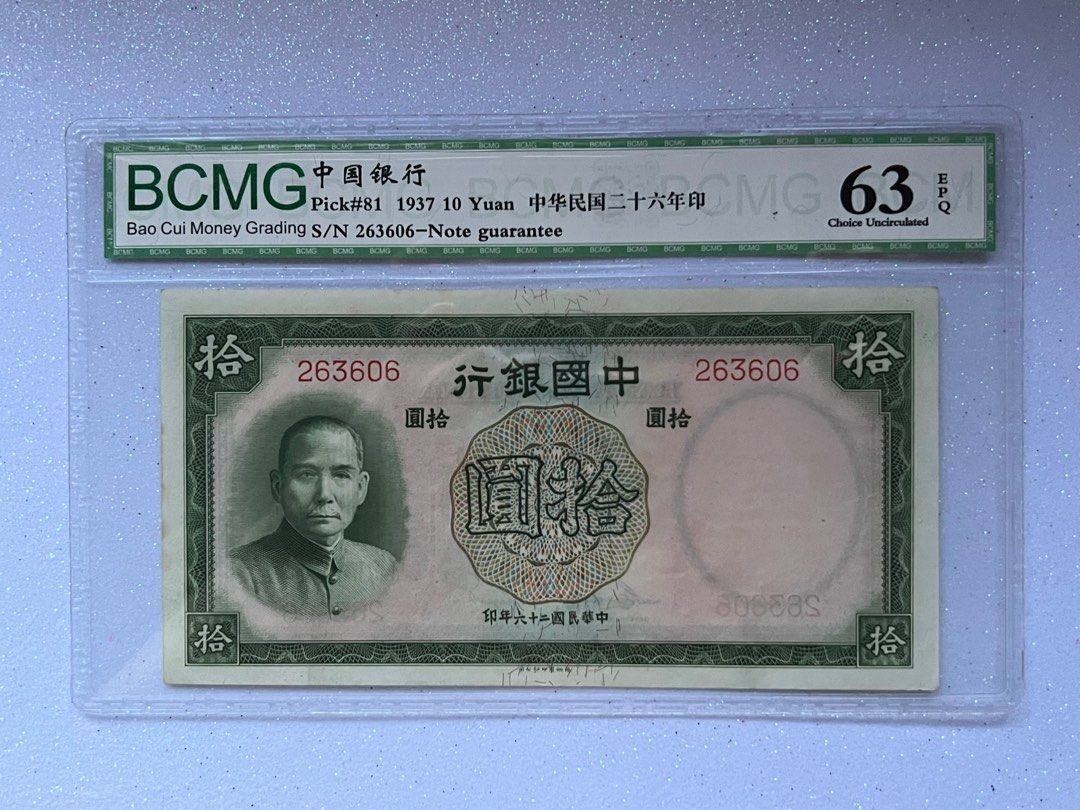 BCMG
Bao Cui Money Grading
中国银行
Pick#81 1937 10 Yuan 中华民国二十六年印
S/N 263606-Note guarantee
63
Choice Uncirculated
EPQ
拾
拾
263606
中國銀行
263606
拾圓
拾圓
拾圓
中華民國二十六年印
拾
拾